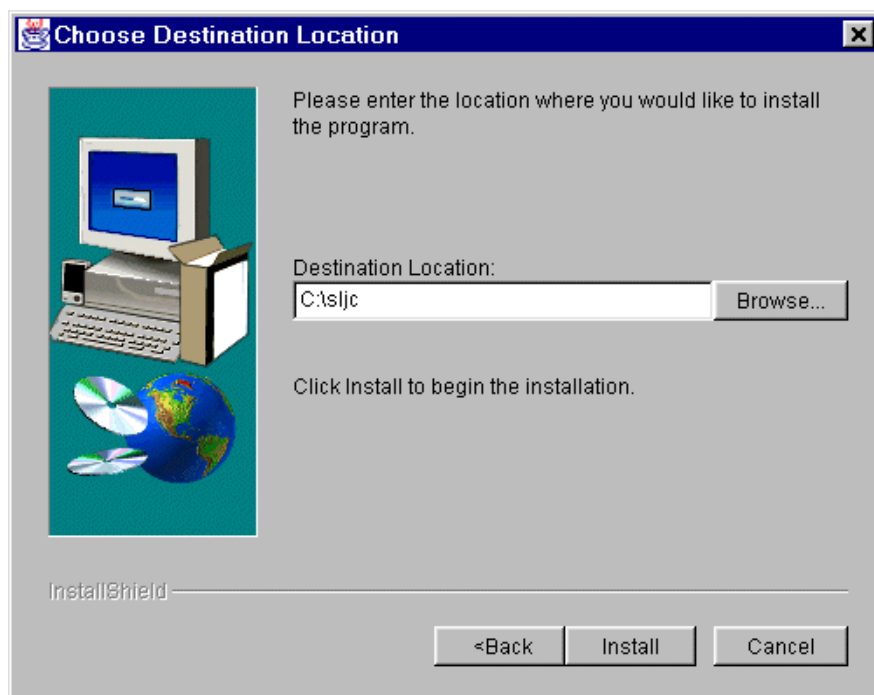 Choose Destination Location
Please enter the location where you would like to install
the program.
Destination Location:
C:\sljc
Browse...
Click Install to begin the installation.
InstallShield
<Back
Install
Cancel